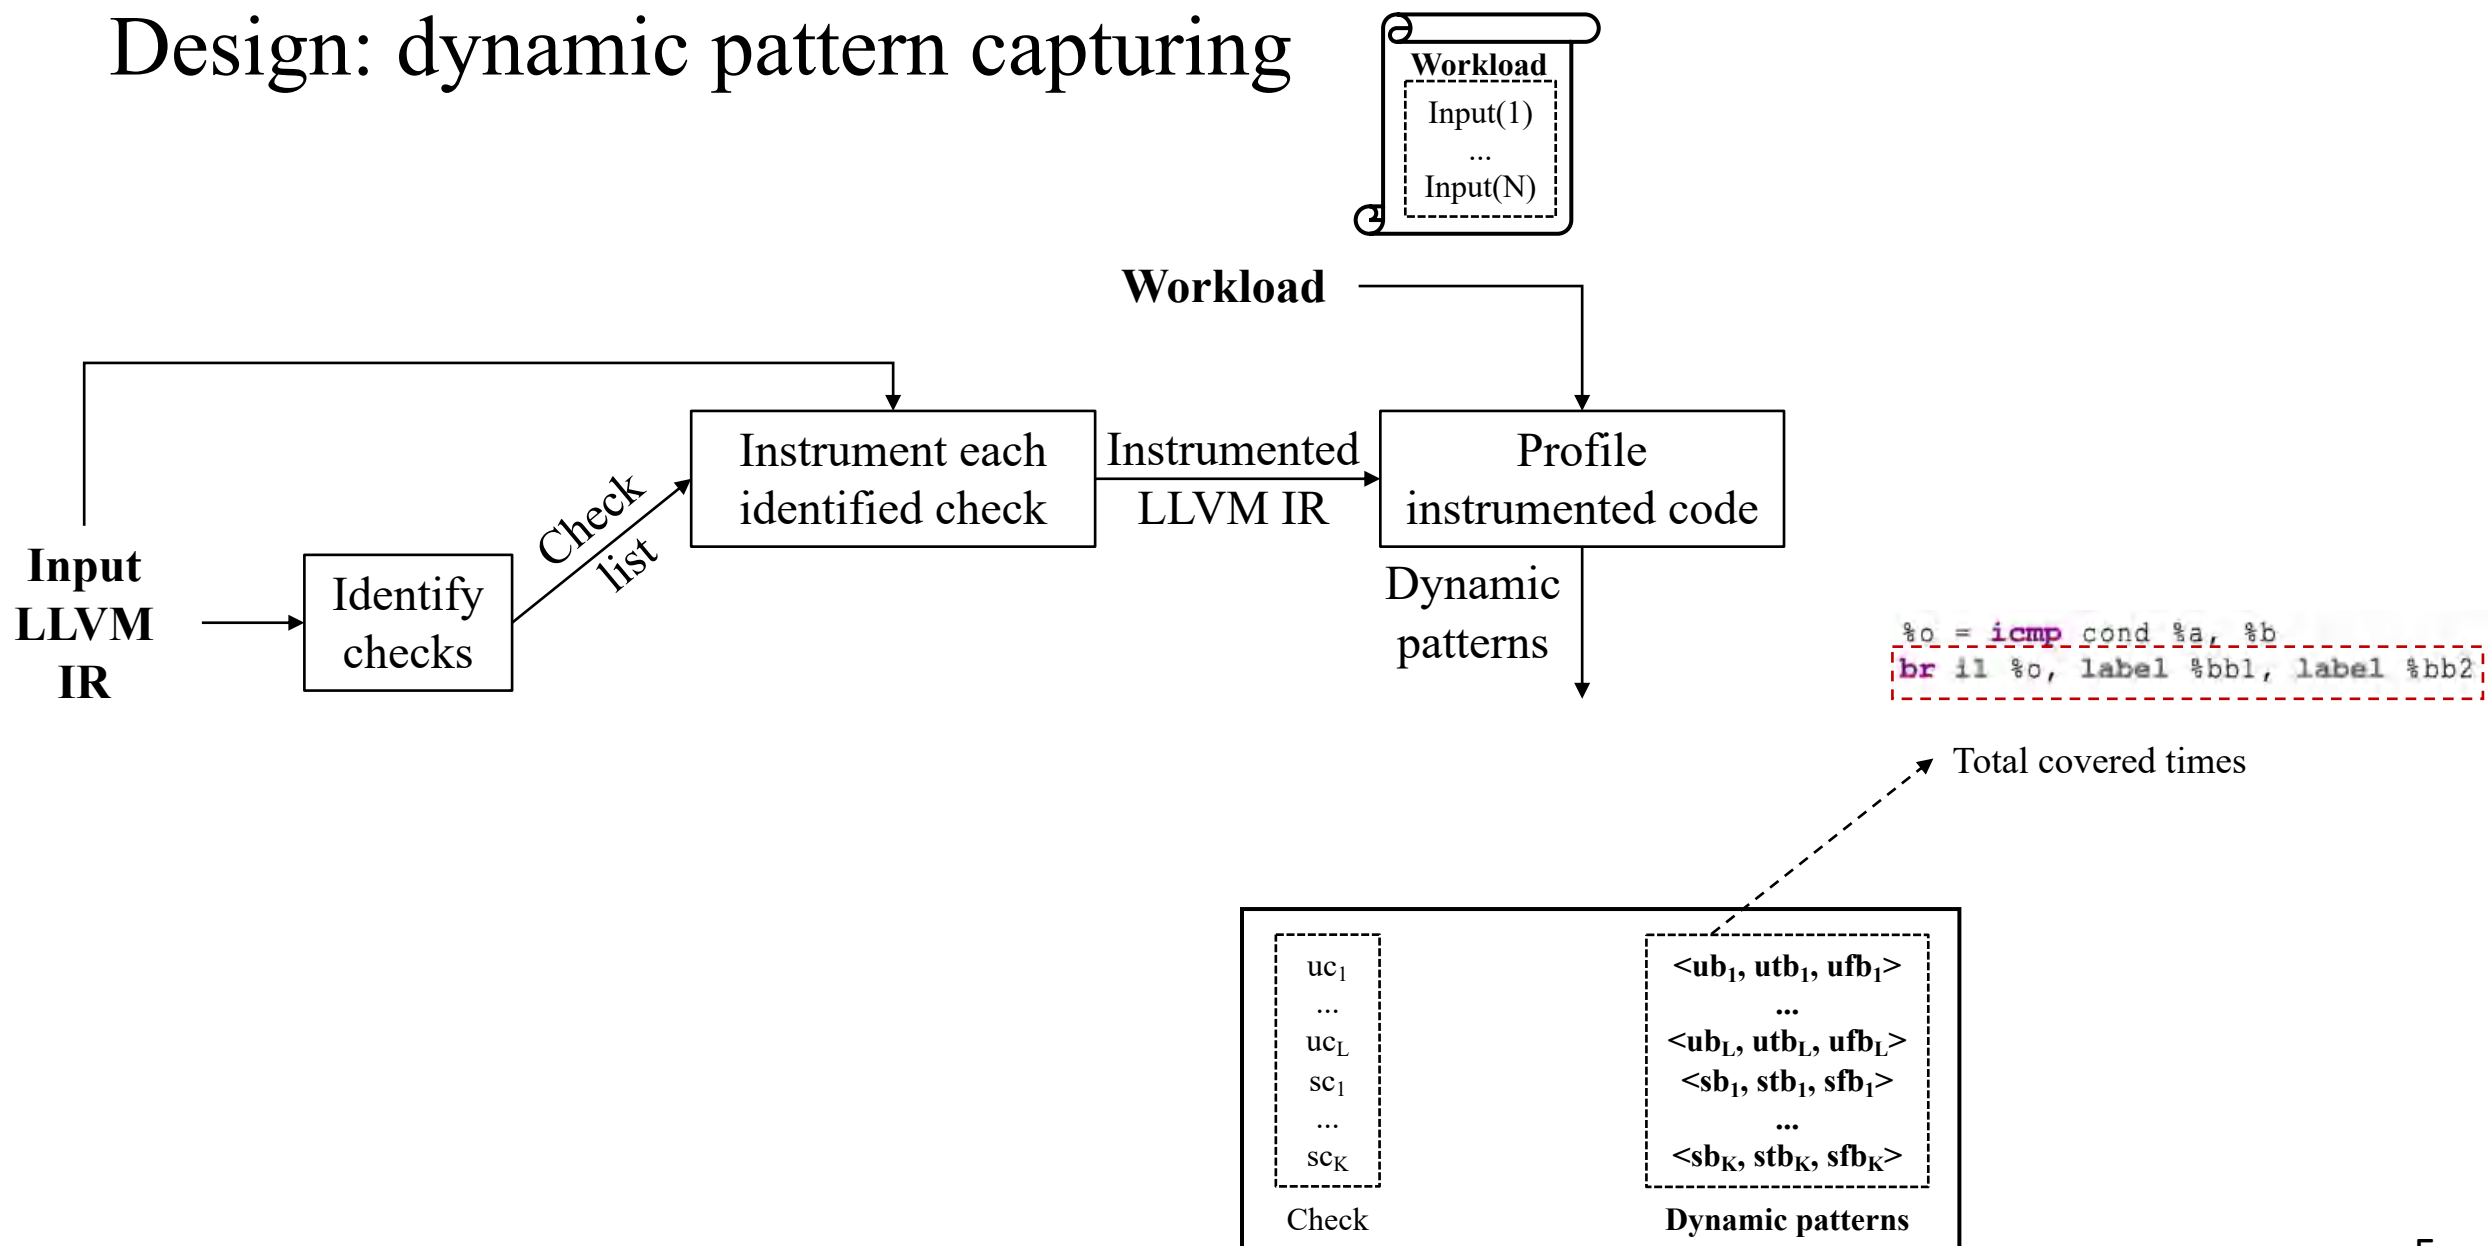 Design: dynamic pattern capturing
Workload
Input(1)
...
Input(N)
Workload
Instrument each
identified check
Instrumented
LLVM IR
Profile
instrumented code
Check
list
Input
LLVM
IR
Identify
checks
Dynamic
patterns
%o = icmp cond %a, %b
br i1 %o, label %bb1, label %bb2
Total covered times
uc1
...
ucL
sc1
...
scK
Check
<ub1, utb1, ufb1>
...
<ubL, utbL, ufbL>
<sb1, stb1, sfb1>
...
<sbK, stbK, sfbK>
Dynamic patterns